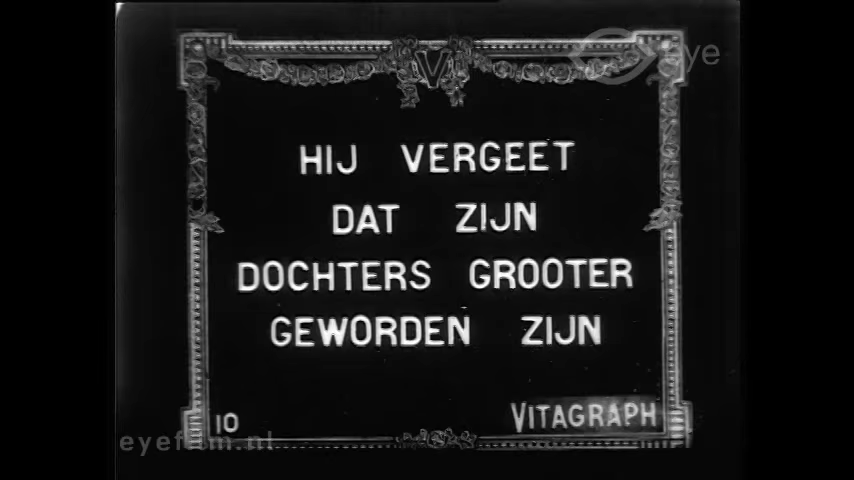 eye
V
HIJ VERGEET
DAT ZIJN
DOCHTERS GROOTER
GEWORDEN ZIJN
10
VITAGRAPH
eyefilm.nl